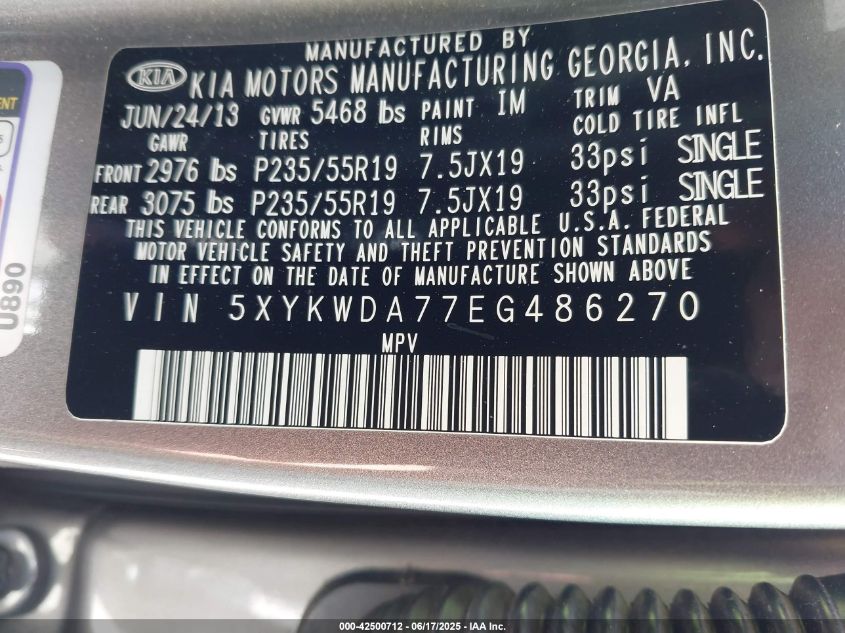 MANUFACTURED BY
KIA KIA MOTORS MANUFACTURING GEORGIA, INC.
JUN/24/13 GVWR 5468 lbs PAINT IM TRIM VA
GAWR TIRES RIMS COLD TIRE INFL
FRONT 2976 lbs P235/55R19 7.5JX19 33psi SINGLE
REAR 3075 lbs P235/55R19 7.5JX19 33psi SINGLE
THIS VEHICLE CONFORMS TO ALL APPLICABLE U.S.A. FEDERAL
MOTOR VEHICLE SAFETY AND THEFT PREVENTION STANDARDS
IN EFFECT ON THE DATE OF MANUFACTURE SHOWN ABOVE
VIN 5XYKWDA77EG486270
MPV
U890
000-42500712 - 06/17/2025 - IAA Inc.